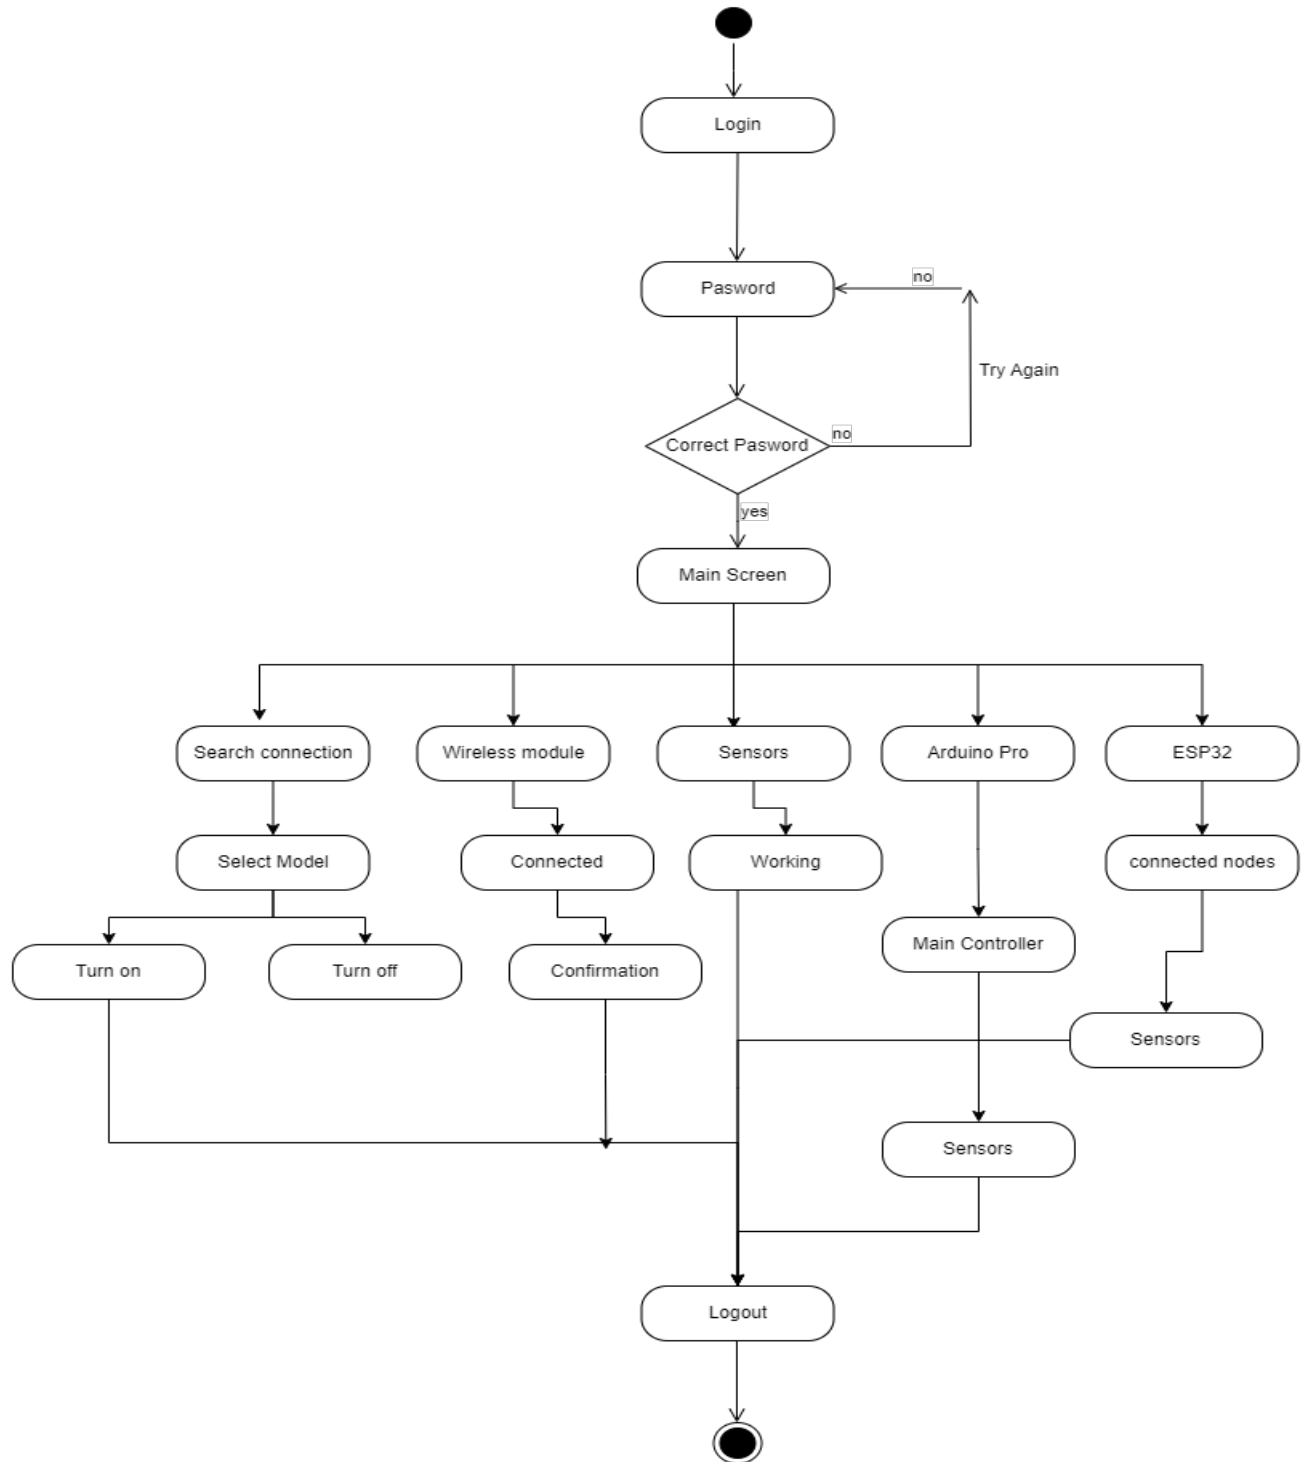 Login
Pasword
no
Try Again
Correct Pasword
no
yes
Main Screen
Search connection
Wireless module
Sensors
Arduino Pro
ESP32
Select Model
Connected
Working
connected nodes
Main Controller
Turn on
Turn off
Confirmation
Sensors
Sensors
Logout